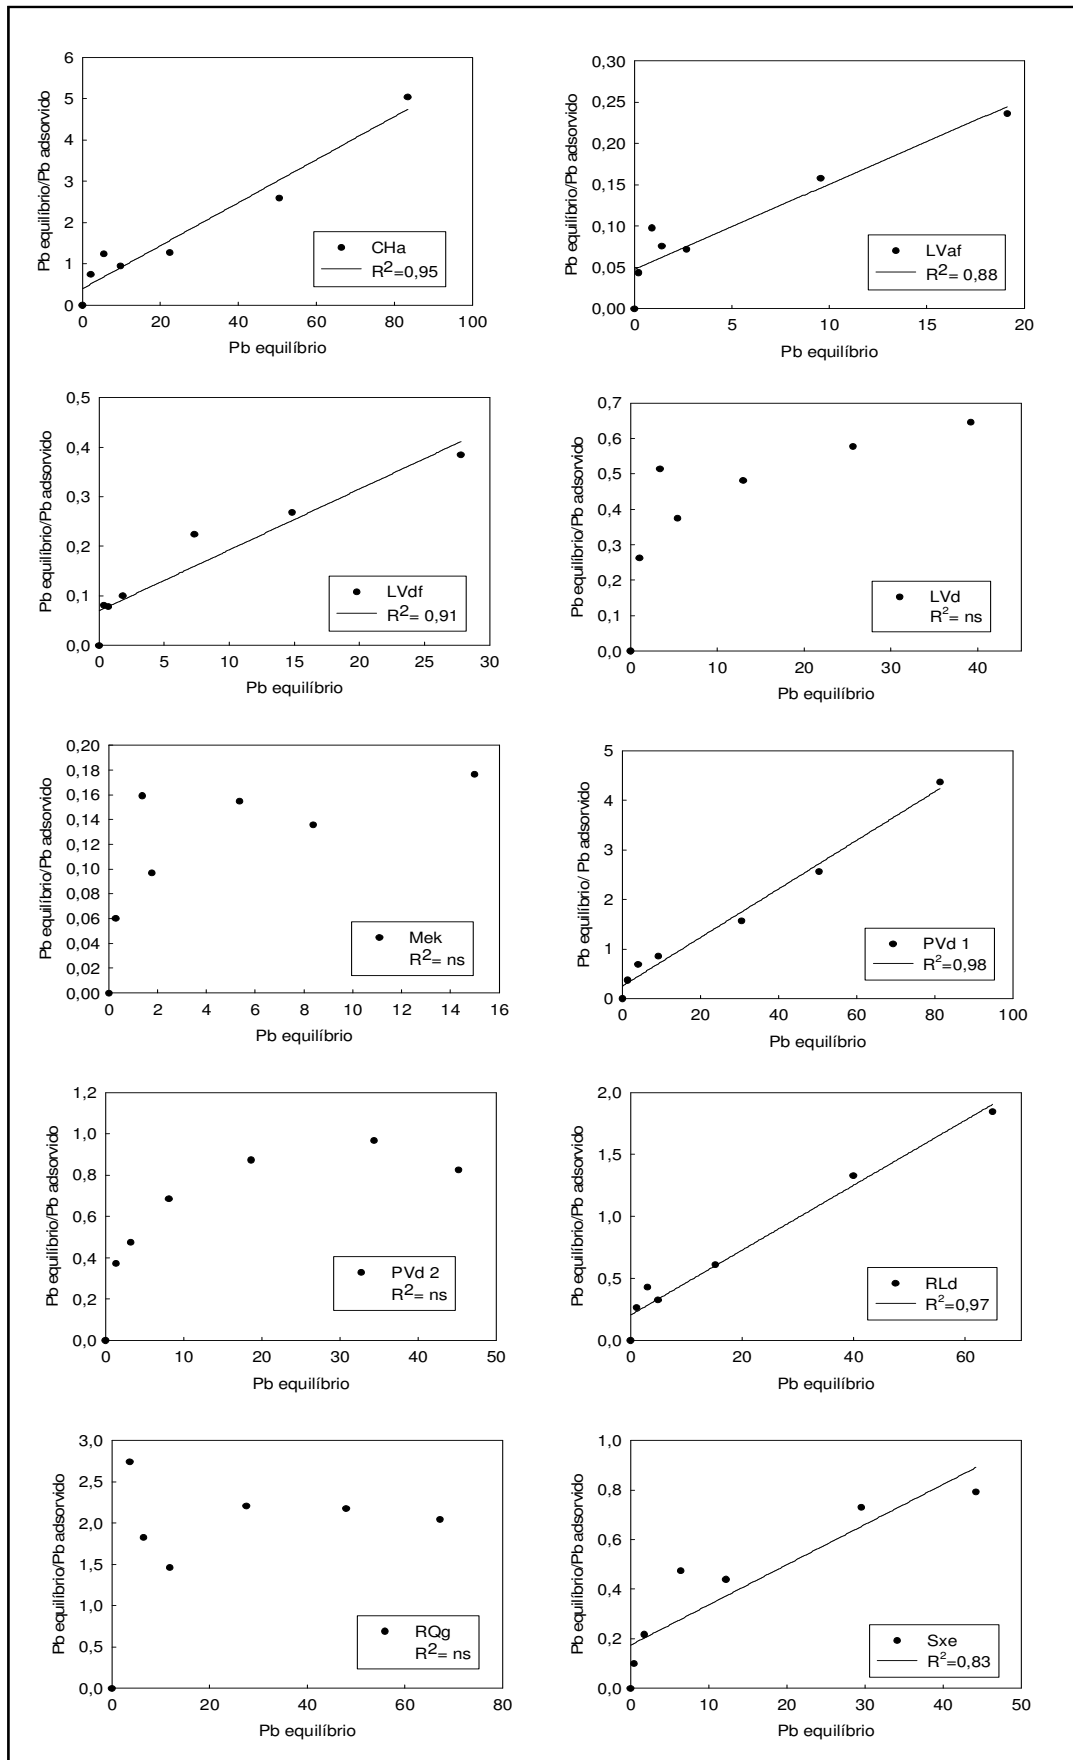 Pb equilíbrio/Pb adsorvido
6
5
4
3
2
1
0
0 20 40 60 80 100
Pb equilíbrio
CHa
R2=0,95
Pb equilíbrio/Pb adsorvido
0,30
0,25
0,20
0,15
0,10
0,05
0,00
0 5 10 15 20
Pb equilíbrio
LVaf
R2= 0,88
Pb equilíbrio/Pb adsorvido
0,5
0,4
0,3
0,2
0,1
0,0
0 5 10 15 20 25 30
Pb equilíbrio
LVdf
R2= 0,91
Pb equilíbrio/Pb adsorvido
0,7
0,6
0,5
0,4
0,3
0,2
0,1
0,0
0 10 20 30 40
Pb equilíbrio
LVd
R2= ns
Pb equilíbrio/Pb adsorvido
0,20
0,18
0,16
0,14
0,12
0,10
0,08
0,06
0,04
0,02
0,00
0 2 4 6 8 10 12 14 16
Pb equilíbrio
Mek
R2= ns
Pb equilíbrio/ Pb adsorvido
5
4
3
2
1
0
0 20 40 60 80 100
Pb equilíbrio
PVd 1
R2=0,98
Pb equilíbrio/Pb adsorvido
1,2
1,0
0,8
0,6
0,4
0,2
0,0
0 10 20 30 40 50
Pb equilíbrio
PVd 2
R2= ns
Pb equilíbrio/Pb adsorvido
2,0
1,5
1,0
0,5
0,0
0 20 40 60
Pb equilíbrio
RLd
R2=0,97
Pb equilíbrio/Pb adsorvido
3,0
2,5
2,0
1,5
1,0
0,5
0,0
0 20 40 60 80
Pb equilíbrio
RQg
R2= ns
Pb equilíbrio/Pb adsorvido
1,0
0,8
0,6
0,4
0,2
0,0
0 10 20 30 40 50
Pb equilíbrio
Sxe
R2=0,83